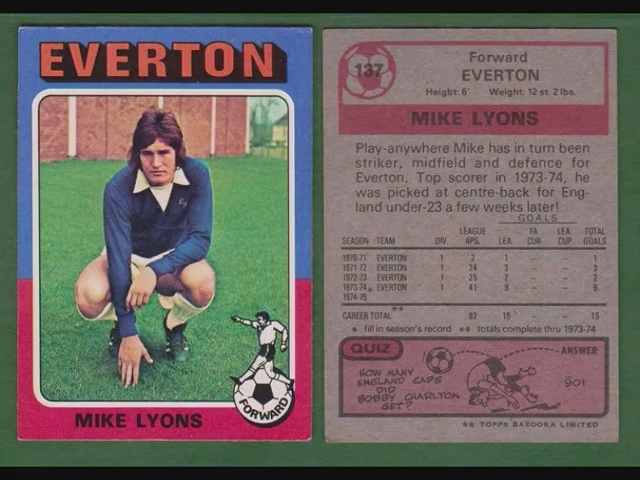 EVERTON
FORWARD
MIKE LYONS
137
Forward
EVERTON
Height: 6' Weight: 12 st. 2 lbs.
MIKE LYONS
Play-anywhere Mike has in turn been
striker, midfield and defence for
Everton. Top scorer in 1973-74, he
was picked at centre-back for Eng-
land under-23 a few weeks later!
GOALS
SEASON TEAM DIV. LEAGUE APS. LEA. FA CUP LEA. CUP TOTAL GOALS
1970-71 EVERTON 1 2 1 – – 1
1971-72 EVERTON 1 24 3 – – 3
1972-73 EVERTON 1 25 2 – – 2
1973-74 EVERTON 1 41 9 – – 9
1974-75
CAREER TOTAL ** 92 15 – – 15
* fill in season's record ** totals complete thru 1973-74
QUIZ
ANSWER
HOW MANY
ENGLAND CAPS
DID
BOBBY CHARLTON
GET?
106
** TOPPS BAZOOKA LIMITED